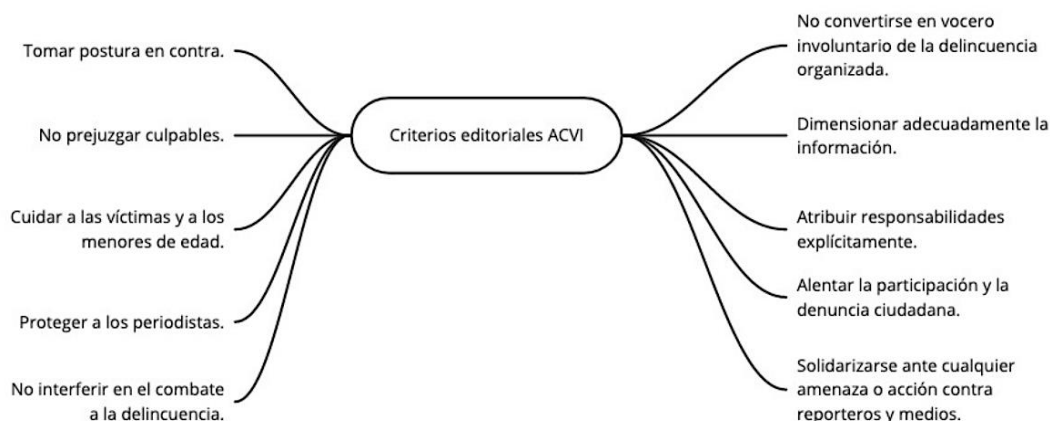 Tomar postura en contra.
No prejuzgar culpables.
Cuidar a las víctimas y a los
menores de edad.
Proteger a los periodistas.
No interferir en el combate
a la delincuencia.
Criterios editoriales ACVI
No convertirse en vocero
involuntario de la delincuencia
organizada.
Dimensionar adecuadamente la
información.
Atribuir responsabilidades
explícitamente.
Alentar la participación y la
denuncia ciudadana.
Solidarizarse ante cualquier
amenaza o acción contra
reporteros y medios.